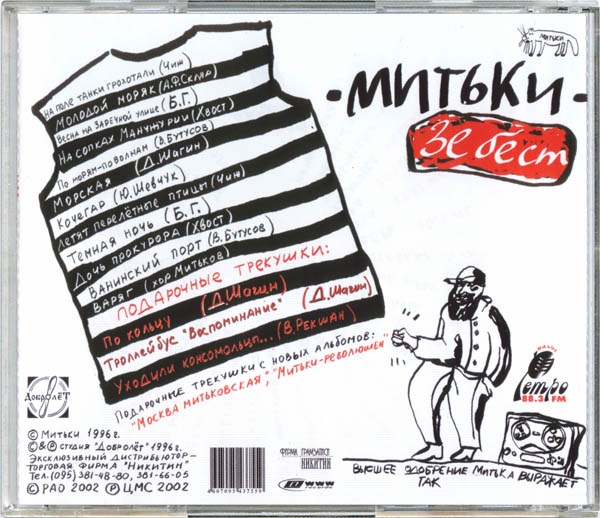 МИТЬКИ
·МИТЬКИ·
Зе бест
На поле танки грохотали (Чиж)
Молодой моряк (А.Ф. Скляр)
Весна на Заречной улице (Б.Г.)
На сопках Манчжурии (Хвост)
По морям-по волнам (В. Бутусов)
Морская (Д. Шагин)
Кочегар (Ю. Шевчук)
Летят перелётные птицы (Чиж)
Темная ночь (Б.Г.)
Дочь прокурора (Хвост)
Ванинский порт (В. Бутусов)
Варяг (хор Митьков)
ПОДАРОЧНЫЕ ТРЕКУШКИ:
По кольцу (Д. Шагин)
Троллейбус "Воспоминание" (Д. Шагин)
Уходили комсомольцы... (В. Рекшан)
Подарочные трекушки с новых альбомов:
"Москва митьковская", "Митьки-революшен"
Добролёт
© Митьки 1996 г.
©&℗ студия "Добролёт" 1996 г.
Эксклюзивный дистрибьютор-
торговая фирма "Никитин"
Тел. (095) 381-48-80, 381-66-05
© РАО 2002 ℗ ЦМС 2002
НИКИТИН
www
радио
Ретро
88.3 FM
Высшее одобрение митька выражает
так